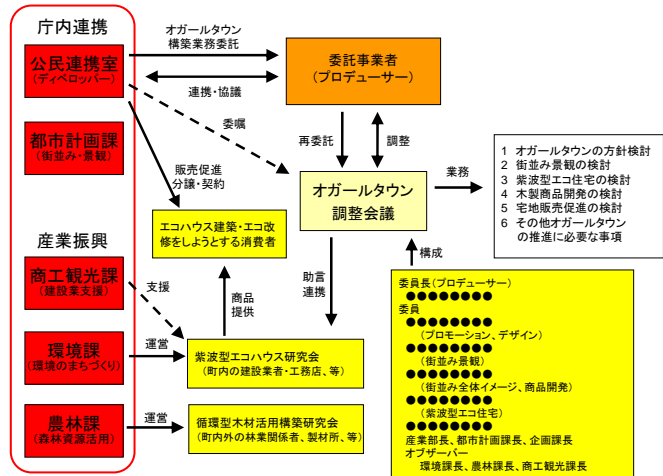 庁内連携
公民連携室
(ディベロッパー)
都市計画課
(街並み・景観)
産業振興
商工観光課
(建設業支援)
環境課
(環境のまちづくり)
農林課
(森林資源活用)
オガールタウン
構築業務委託
連携・協議
委嘱
販売促進
分譲・契約
委託事業者
(プロデューサー)
再委託
調整
オガールタウン
調整会議
業務
1 オガールタウンの方針検討
2 街並み景観の検討
3 紫波型エコ住宅の検討
4 木製商品開発の検討
5 宅地販売促進の検討
6 その他オガールタウン
の推進に必要な事項
エコハウス建築・エコ改
修をしようとする消費者
支援
商品
提供
助言
連携
構成
運営
紫波型エコハウス研究会
(町内の建設業者・工務店、等)
運営
循環型木材活用構築研究会
(町内外の林業関係者、製材所、等)
委員長(プロデューサー)
●●●●●●●●
委員
●●●●●●●●
(プロモーション、デザイン)
●●●●●●●●
(街並み景観)
●●●●●●●●
(街並み全体イメージ、商品開発)
●●●●●●●●
(紫波型エコ住宅)
産業部長、都市計画課長、企画課長
オブザーバー
環境課長、農林課長、商工観光課長